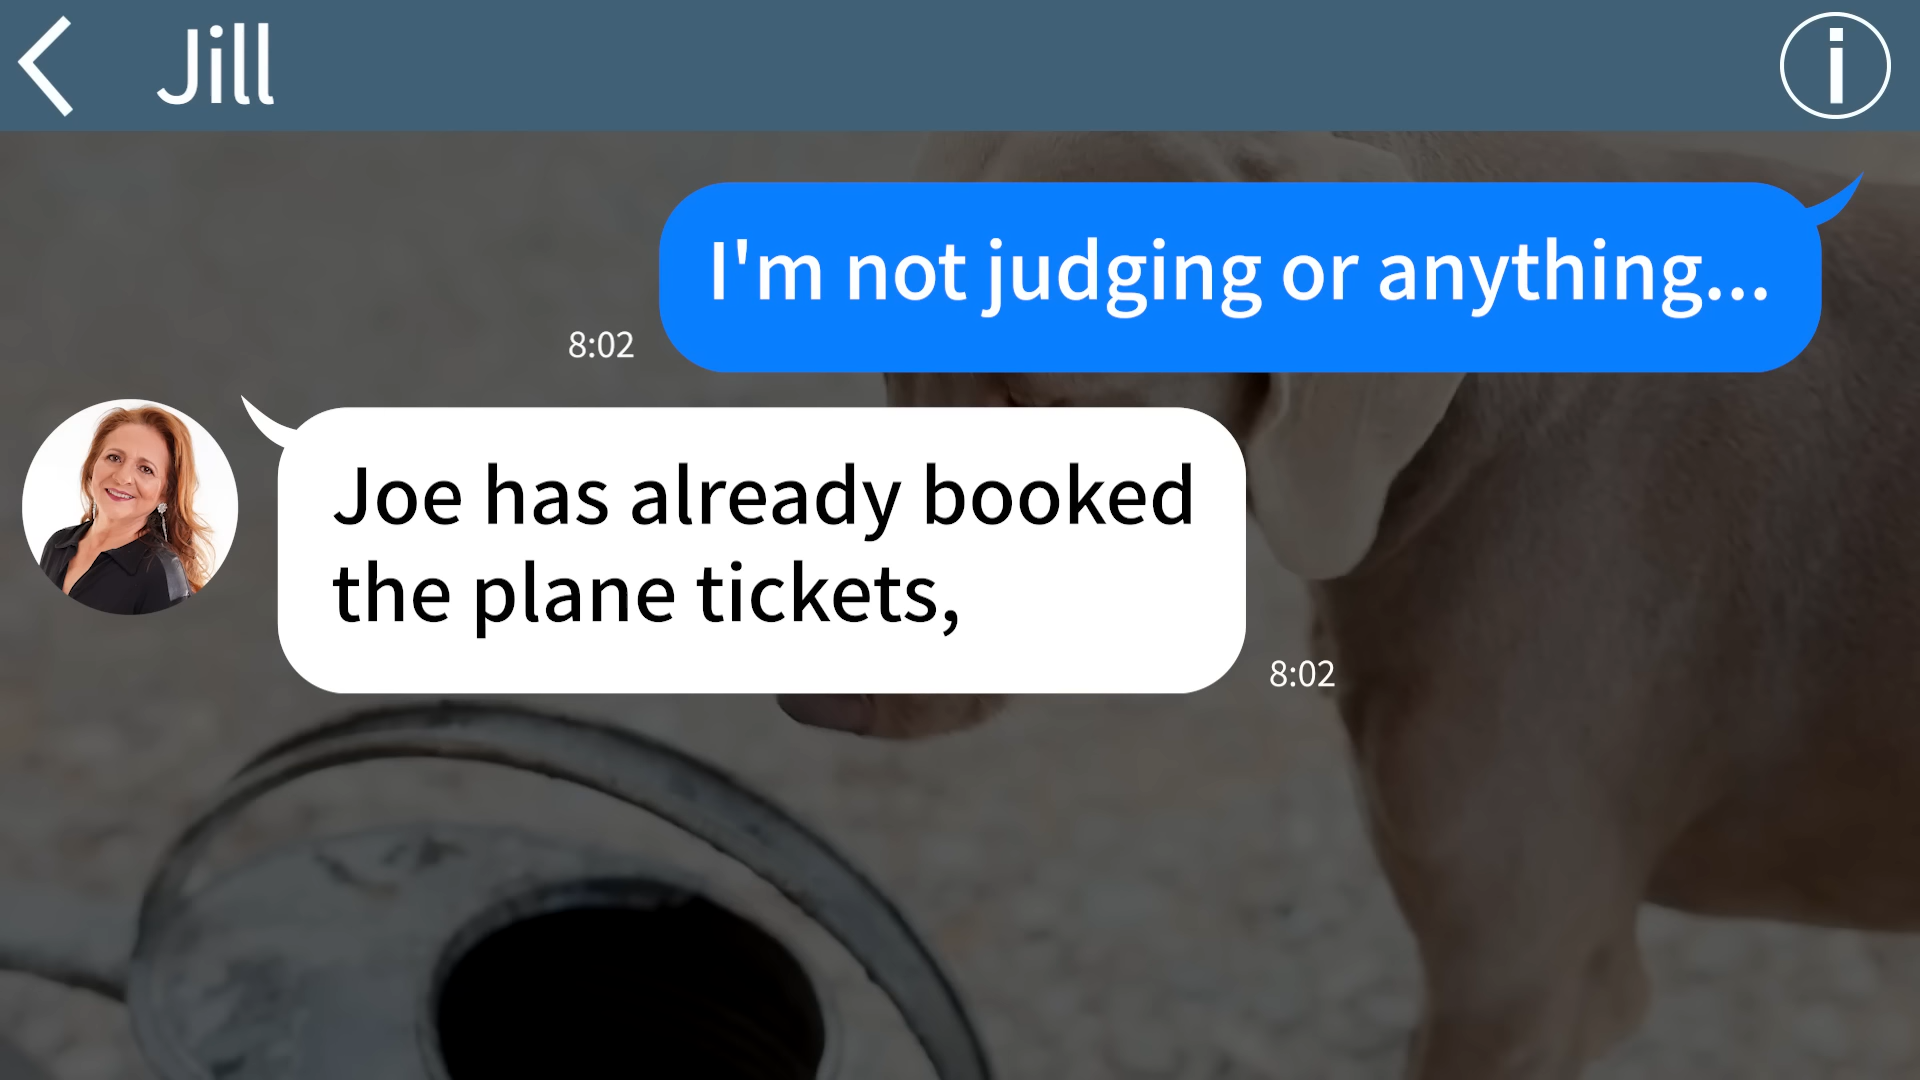 Jill
i
I'm not judging or anything...
8:02
Joe has already booked
the plane tickets,
8:02